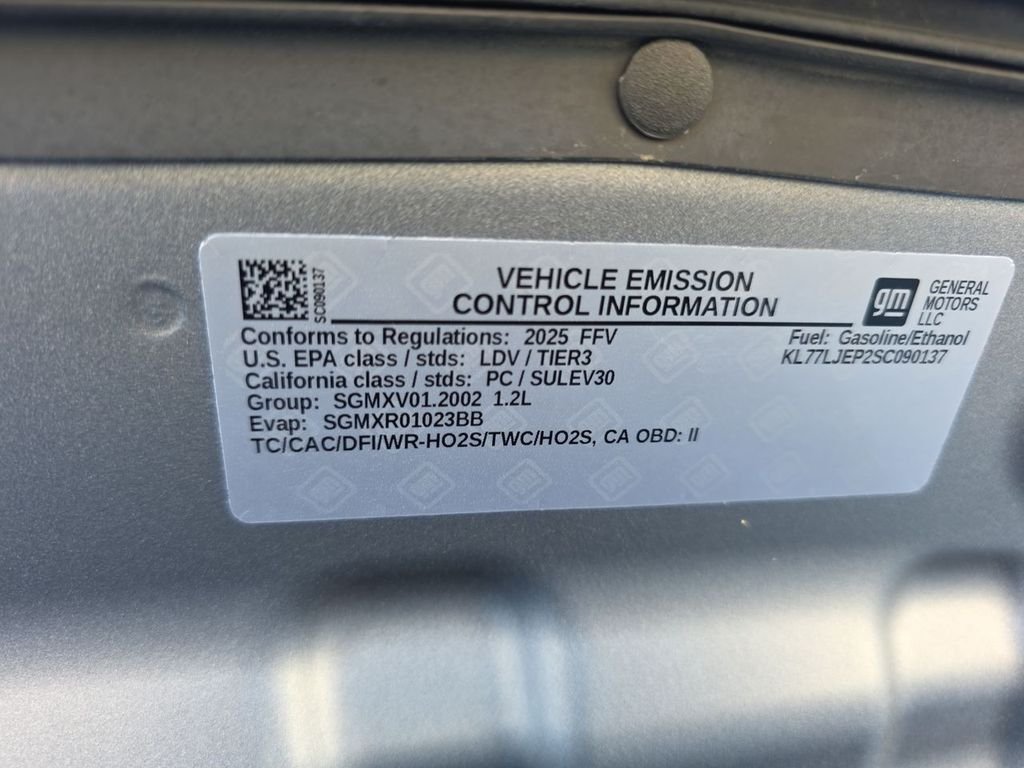 SC090137
VEHICLE EMISSION
CONTROL INFORMATION
gm
GENERAL
MOTORS
LLC
Conforms to Regulations: 2025 FFV
Fuel: Gasoline/Ethanol
U.S. EPA class / stds: LDV / TIER3
KL77LJEP2SC090137
California class / stds: PC / SULEV30
Group: SGMXV01.2002 1.2L
Evap: SGMXR01023BB
TC/CAC/DFI/WR-HO2S/TWC/HO2S, CA OBD: II